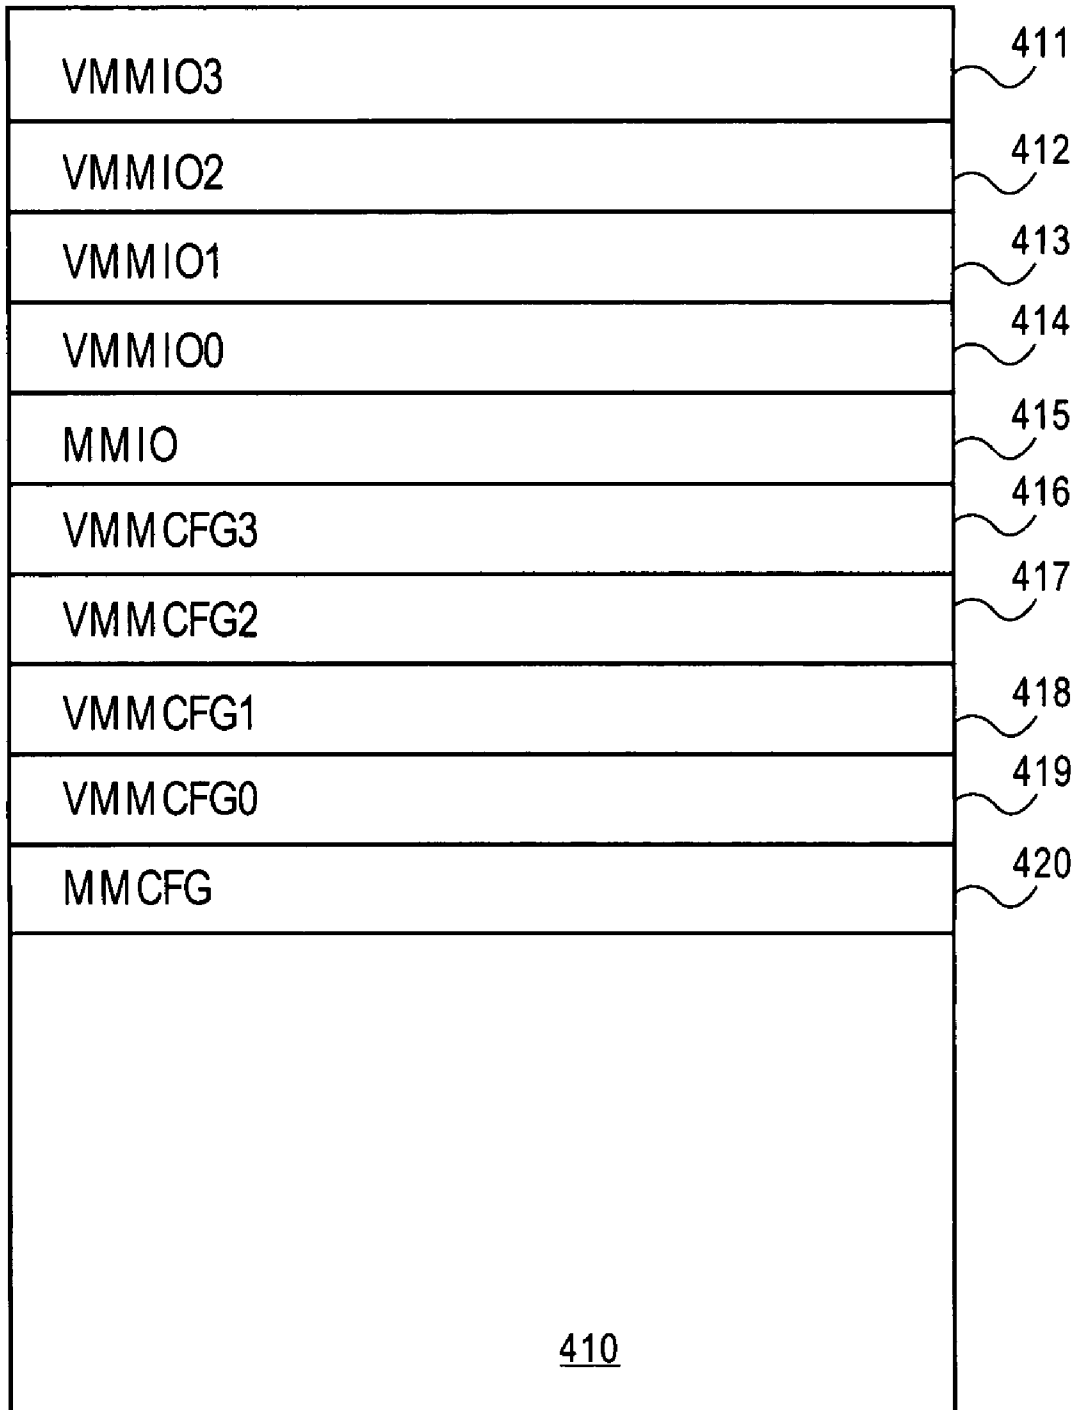 VMMIO3 411
VMMIO2 412
VMMIO1 413
VMMIO0 414
MMIO 415
VMMCFG3 416
VMMCFG2 417
VMMCFG1 418
VMMCFG0 419
MMCFG 420
410